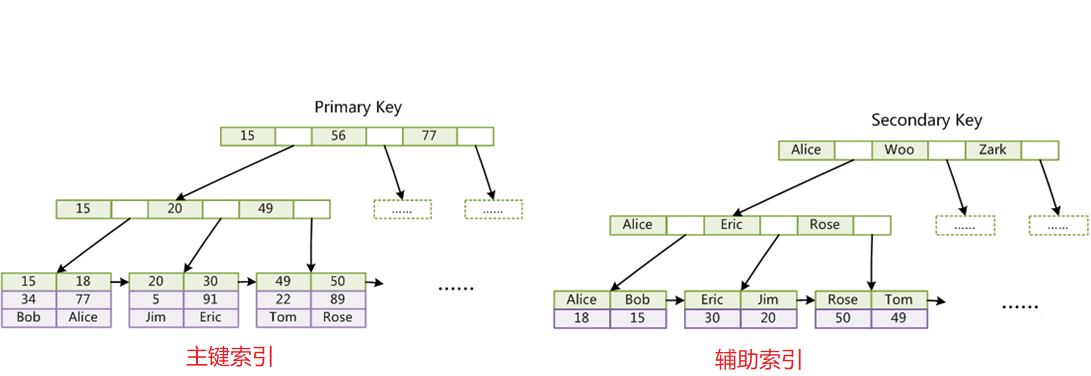 Primary Key
15 56 77
15 20 49
...... ......
15 18 20 30 49 50
34 77 5 91 22 89
Bob Alice Jim Eric Tom Rose
......
主键索引
Secondary Key
Alice Woo Zark
Alice Eric Rose
...... ......
Alice Bob Eric Jim Rose Tom
18 15 30 20 50 49
......
辅助索引